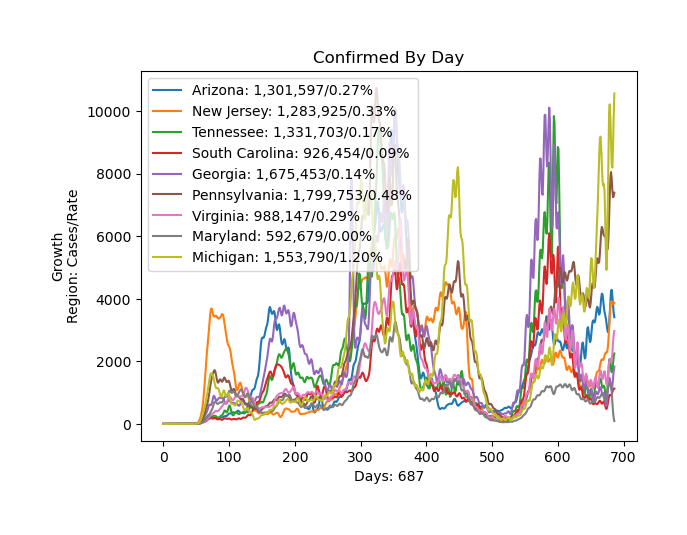 Confirmed By Day
Arizona: 1,301,597/0.27%
New Jersey: 1,283,925/0.33%
Tennessee: 1,331,703/0.17%
South Carolina: 926,454/0.09%
Georgia: 1,675,453/0.14%
Pennsylvania: 1,799,753/0.48%
Virginia: 988,147/0.29%
Maryland: 592,679/0.00%
Michigan: 1,553,790/1.20%
Growth
Region: Cases/Rate
10000
8000
6000
4000
2000
0
0 100 200 300 400 500 600 700
Days: 687